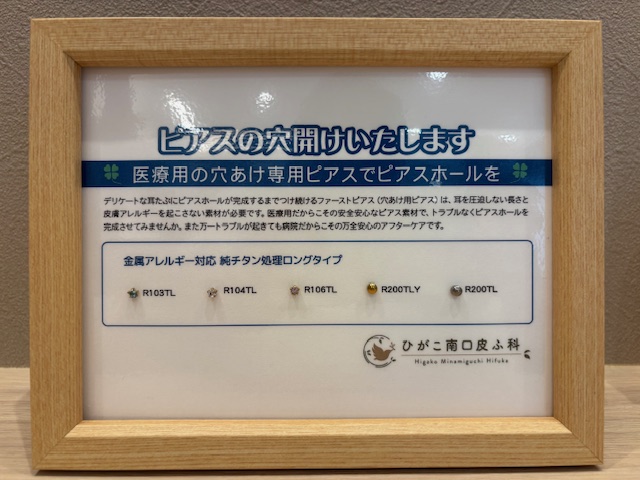 ピアスの穴開けいたします
医療用の穴あけ専用ピアスでピアスホールを
デリケートな耳たぶにピアスホールが完成するまでつけ続けるファーストピアス(穴あけ用ピアス)は、耳を圧迫しない長さと
皮膚アレルギーを起こさない素材が必要です。医療用だからこその安全安心なピアス素材で、トラブルなくピアスホールを
完成させてみませんか。また万一トラブルが起きても病院だからこその万全安心のアフターケアです。
金属アレルギー対応 純チタン処理ロングタイプ
R103TL R104TL R106TL R200TLY R200TL
ひがこ南口皮ふ科
Higako Minamiguchi Hifuka